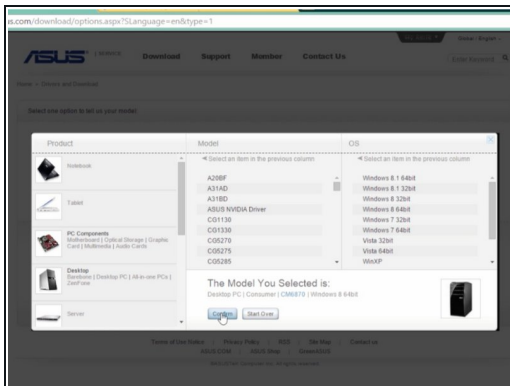 s.com/download/options.aspx?SLanguage=en&type=1
ASUS
Download
Support
Member
Contact Us
Select one option to tell us your model
Product
Model
OS
Notebook
Tablet
PC Components
Motherboard | Optical Storage | Graphic
Card | Multimedia | Audio Cards
Desktop
Barebone | Desktop PC | All-in-one PCs |
Server
◄ Select an item in the previous column
A20BF
A31AD
A31BD
ASUS NVIDIA Driver
CG1130
CG1330
CG5270
CG5275
CG5285
◄ Select an item in the previous column
Windows 8.1 64bit
Windows 8.1 32bit
Windows 8 32bit
Windows 8 64bit
Windows 7 32bit
Windows 7 64bit
Vista 32bit
Vista 64bit
WinXP
The Model You Selected is:
Desktop PC | Consumer | CM6870 | Windows 8 64bit
Confirm
Start Over
Terms of Use Notice | Privacy Policy | RSS | Site Map | Contact us
ASUS COM | ASUS Shop